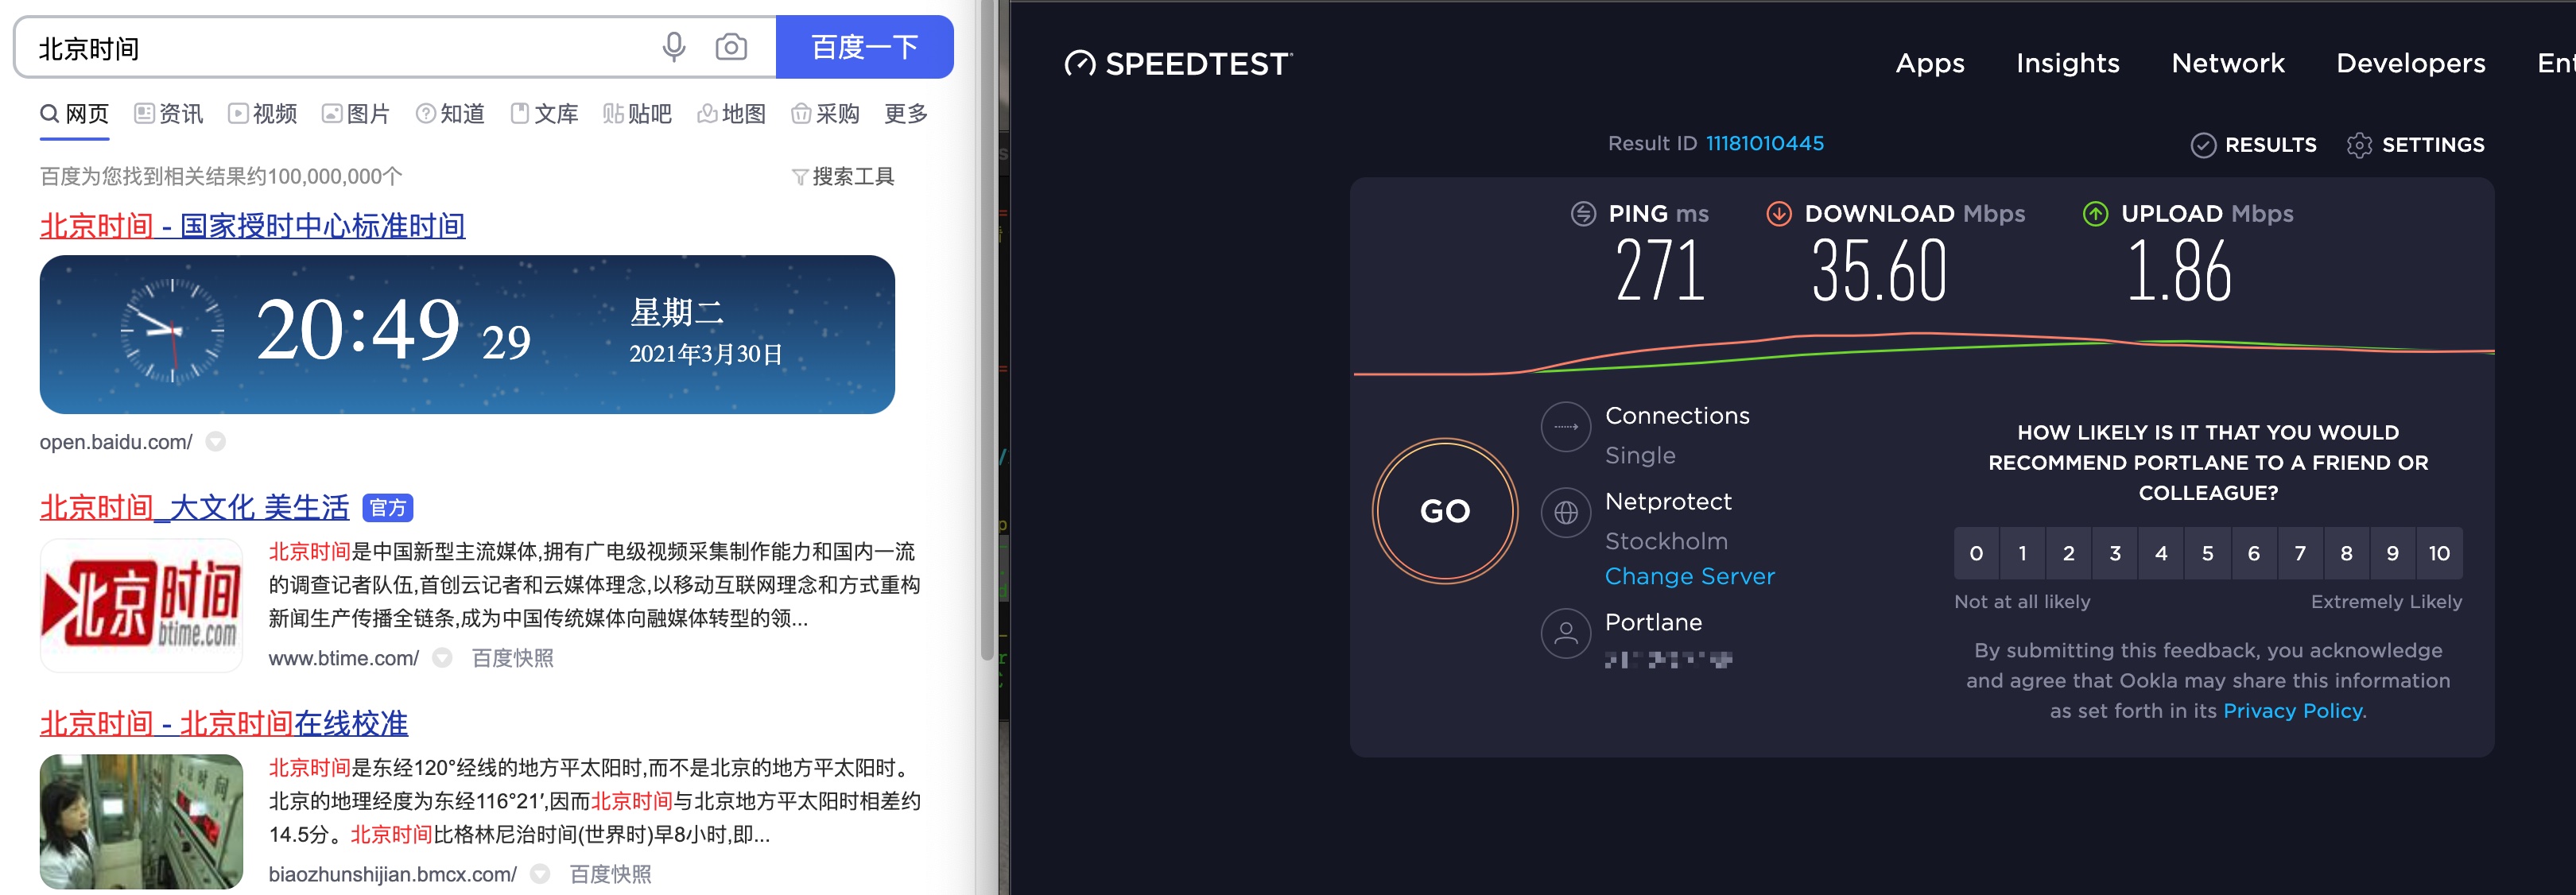 北京时间
百度一下
网页 资讯 视频 图片 知道 文库 贴吧 地图 采购 更多
百度为您找到相关结果约100,000,000个
搜索工具
北京时间 - 国家授时中心标准时间
20:49 29
星期二
2021年3月30日
open.baidu.com/
北京时间_大文化 美生活 官方
北京时间
btime.com
北京时间是中国新型主流媒体,拥有广电级视频采集制作能力和国内一流
的调查记者队伍,首创云记者和云媒体理念,以移动互联网理念和方式重构
新闻生产传播全链条,成为中国传统媒体向融媒体转型的领...
www.btime.com/ 百度快照
北京时间 - 北京时间在线校准
北京时间是东经120°经线的地方平太阳时,而不是北京的地方平太阳时。
北京的地理经度为东经116°21′,因而北京时间与北京地方平太阳时相差约
14.5分。北京时间比格林尼治时间(世界时)早8小时,即...
biaozhunshijian.bmcx.com/ 百度快照
SPEEDTEST
Apps Insights Network Developers Ent
Result ID 11181010445
RESULTS SETTINGS
PING ms
271
DOWNLOAD Mbps
35.60
UPLOAD Mbps
1.86
GO
Connections
Single
Netprotect
Stockholm
Change Server
Portlane
HOW LIKELY IS IT THAT YOU WOULD
RECOMMEND PORTLANE TO A FRIEND OR
COLLEAGUE?
0 1 2 3 4 5 6 7 8 9 10
Not at all likely
Extremely Likely
By submitting this feedback, you acknowledge
and agree that Ookla may share this information
as set forth in its Privacy Policy.